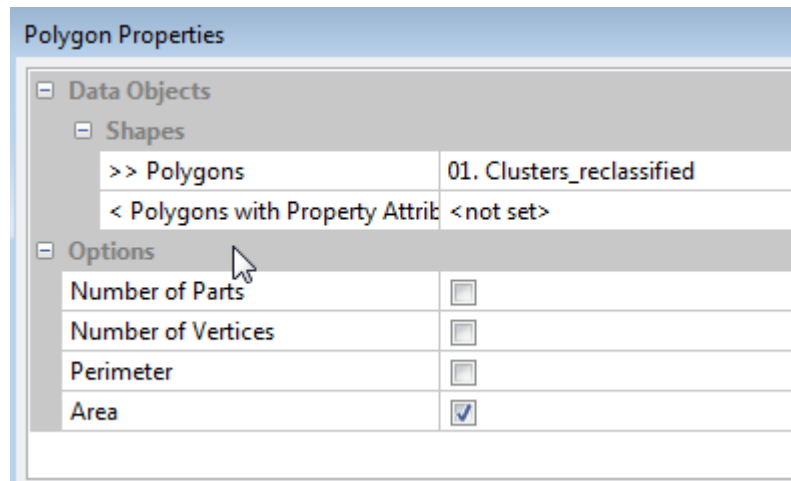 Polygon Properties
Data Objects
Shapes
>> Polygons 01. Clusters_reclassified
< Polygons with Property Attrib <not set>
Options
Number of Parts
Number of Vertices
Perimeter
Area